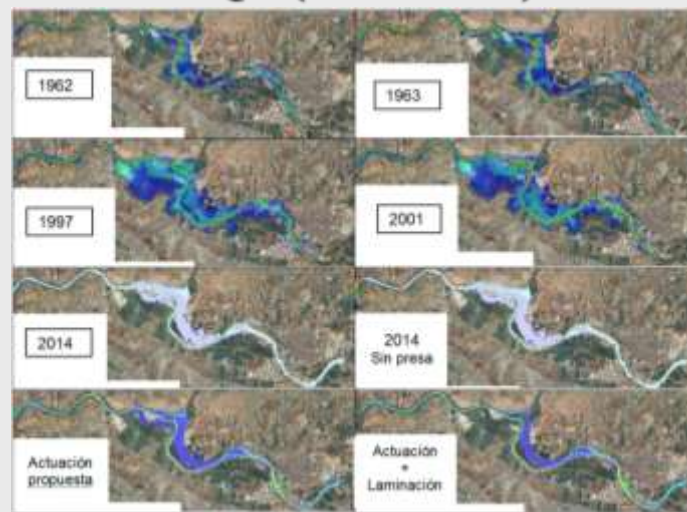 1962
1963
1997
2001
2014
2014
Sin presa
Actuación
propuesta
Actuación
+
Laminación